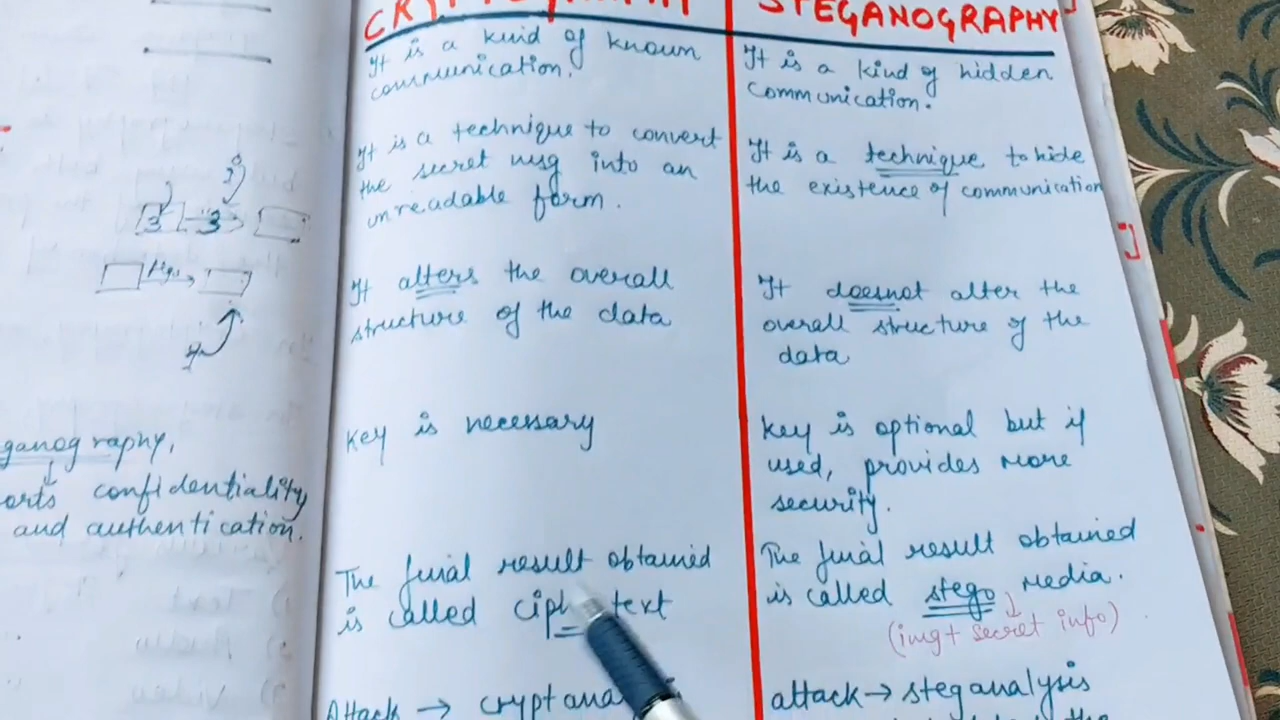 STEGANOGRAPHY
It is a kind of known
communication.
It is a technique to convert
the secret msg into an
unreadable form.
It alters the overall
structure of the data
Key is necessary
The final result obtained
is called text
Attack →
It is a kind of hidden
communication.
It is a technique to hide
the existence of communication
It doesnot alter the
overall structure of the
data
Key is optional but if
used, provides more
security.
The final result obtained
is called stego media.
(img + secret info)
attack → steganalysis
confidentiality
and authentication.